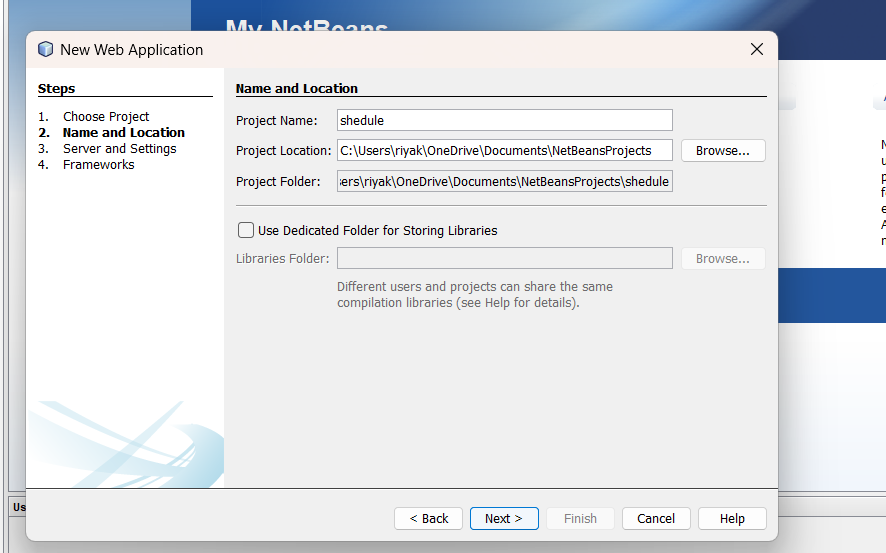 My NetBeans
New Web Application
Steps
1. Choose Project
2. Name and Location
3. Server and Settings
4. Frameworks
Name and Location
Project Name: shedule
Project Location: C:\Users\riyak\OneDrive\Documents\NetBeansProjects Browse...
Project Folder: sers\riyak\OneDrive\Documents\NetBeansProjects\shedule
Use Dedicated Folder for Storing Libraries
Libraries Folder: Browse...
Different users and projects can share the same
compilation libraries (see Help for details).
Us
< Back Next > Finish Cancel Help